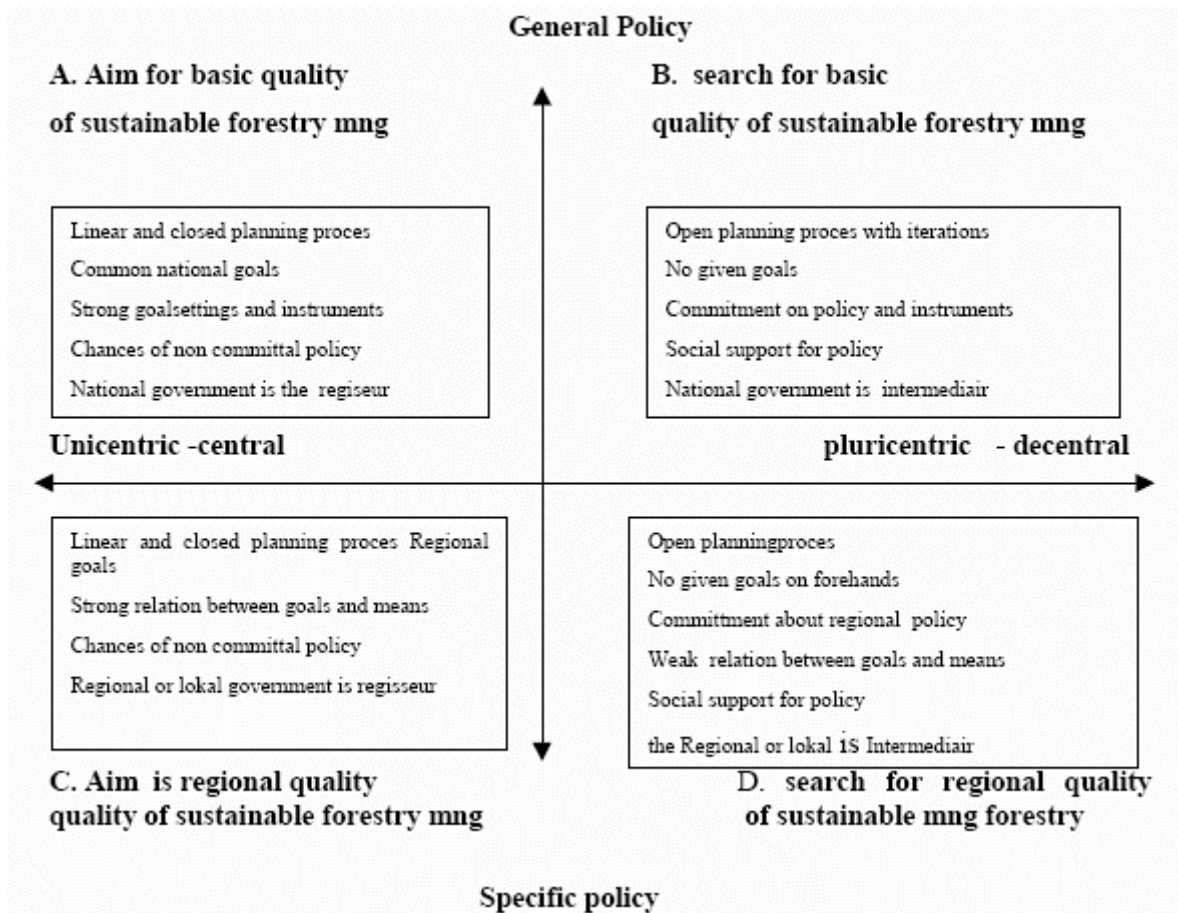 General Policy
A. Aim for basic quality
of sustainable forestry mng
B. search for basic
quality of sustainable forestry mng
Linear and closed planning proces
Common national goals
Strong goalsettings and instruments
Chances of non committal policy
National government is the regiseur
Open planning proces with iterations
No given goals
Commitment on policy and instruments
Social support for policy
National government is intermediair
Unicentric -central
pluricentric - decentral
Linear and closed planning proces Regional
goals
Strong relation between goals and means
Chances of non committal policy
Regional or lokal government is regisseur
Open planningproces
No given goals on forehands
Committment about regional policy
Weak relation between goals and means
Social support for policy
the Regional or lokal is Intermediair
C. Aim is regional quality
quality of sustainable forestry mng
D. search for regional quality
of sustainable mng forestry
Specific policy